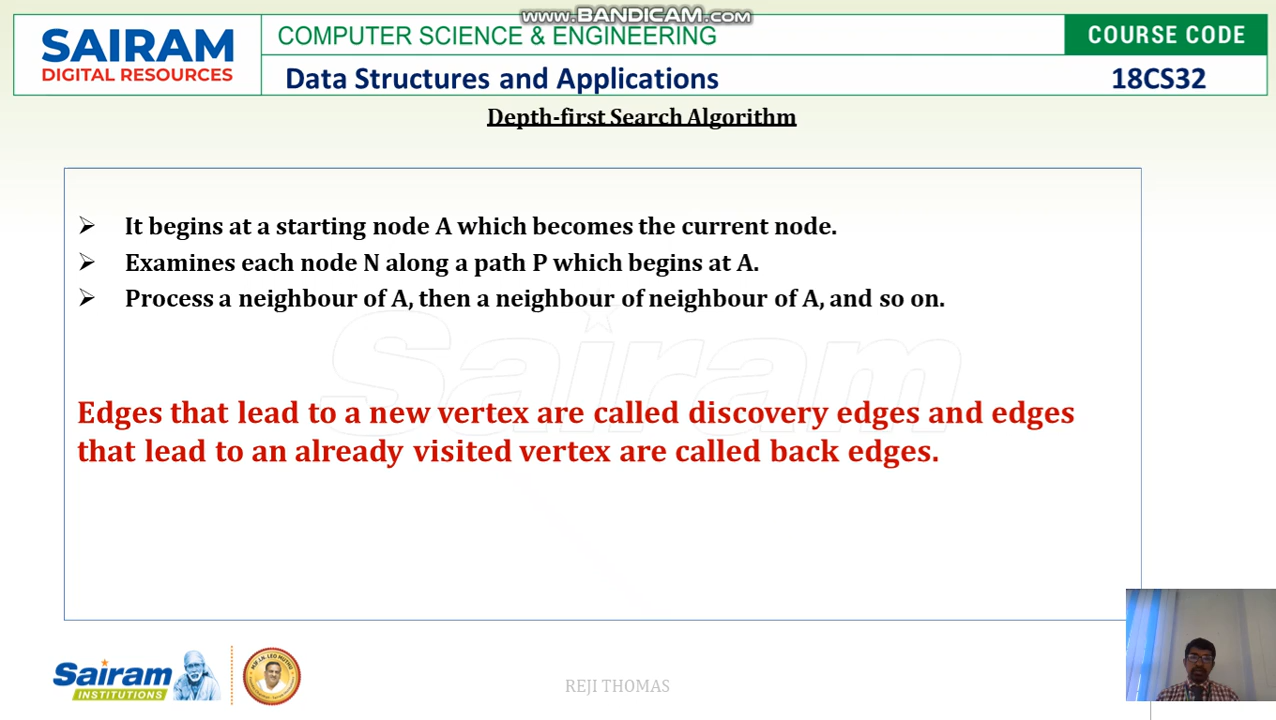 www.BANDICAM.com
SAIRAM
DIGITAL RESOURCES
COMPUTER SCIENCE & ENGINEERING
COURSE CODE
Data Structures and Applications
18CS32
Depth-first Search Algorithm
It begins at a starting node A which becomes the current node.
Examines each node N along a path P which begins at A.
Process a neighbour of A, then a neighbour of neighbour of A, and so on.
Sairam
Edges that lead to a new vertex are called discovery edges and edges
that lead to an already visited vertex are called back edges.
Sairam
INSTITUTIONS
REJI THOMAS